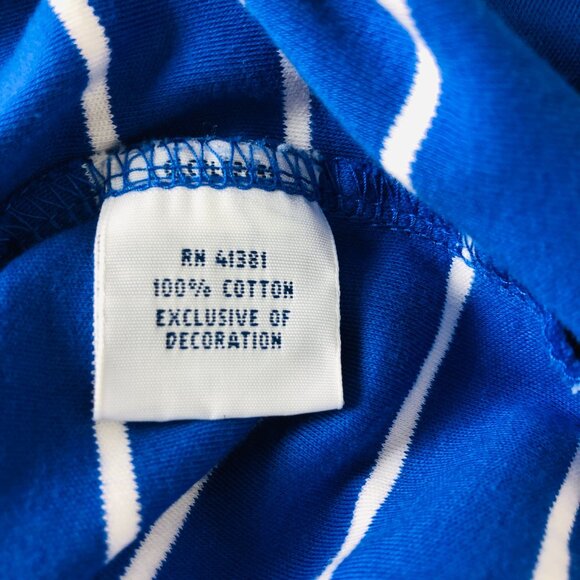 RN 41381
100% COTTON
EXCLUSIVE OF
DECORATION